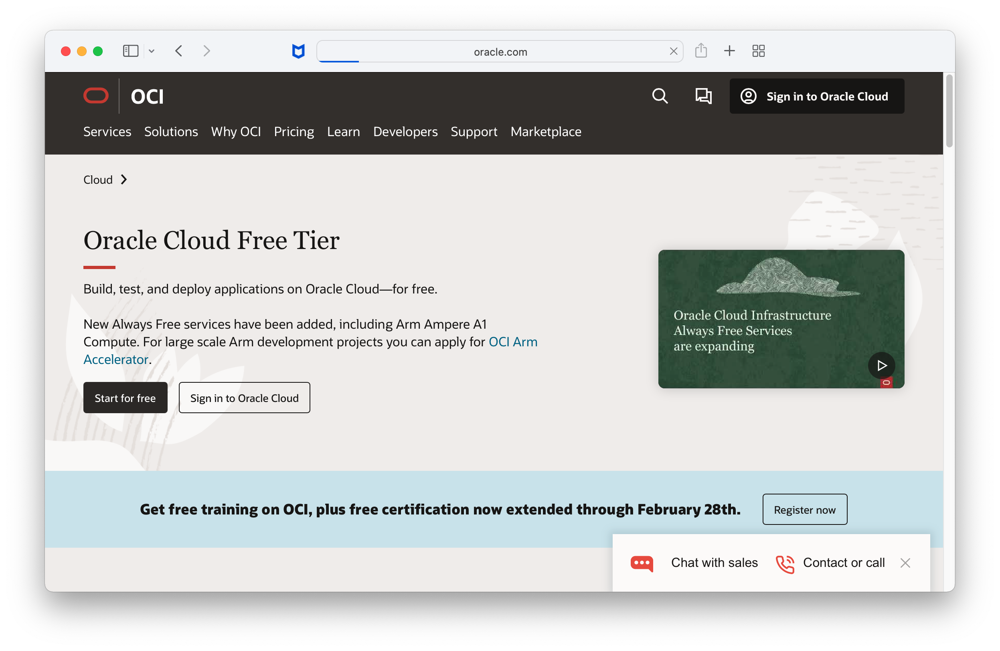 oracle.com
OCI
Sign in to Oracle Cloud
Services Solutions Why OCI Pricing Learn Developers Support Marketplace
Cloud
Oracle Cloud Free Tier
Build, test, and deploy applications on Oracle Cloud—for free.
New Always Free services have been added, including Arm Ampere A1
Compute. For large scale Arm development projects you can apply for OCI Arm
Accelerator.
Start for free
Sign in to Oracle Cloud
Oracle Cloud Infrastructure
Always Free Services
are expanding
Get free training on OCI, plus free certification now extended through February 28th.
Register now
Chat with sales
Contact or call